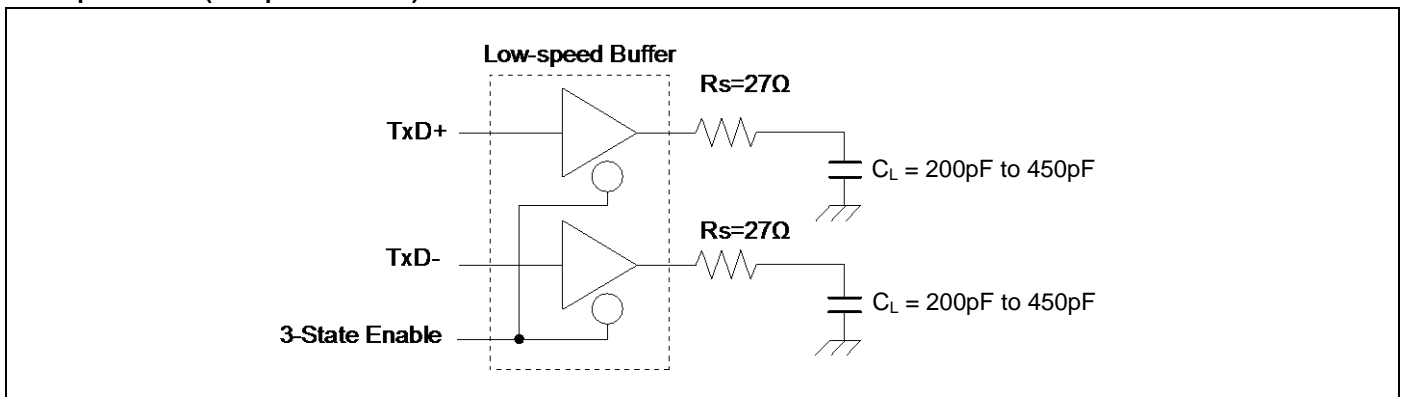 Low-speed Buffer
Rs=27Ω
TxD+
CL = 200pF to 450pF
Rs=27Ω
TxD-
CL = 200pF to 450pF
3-State Enable